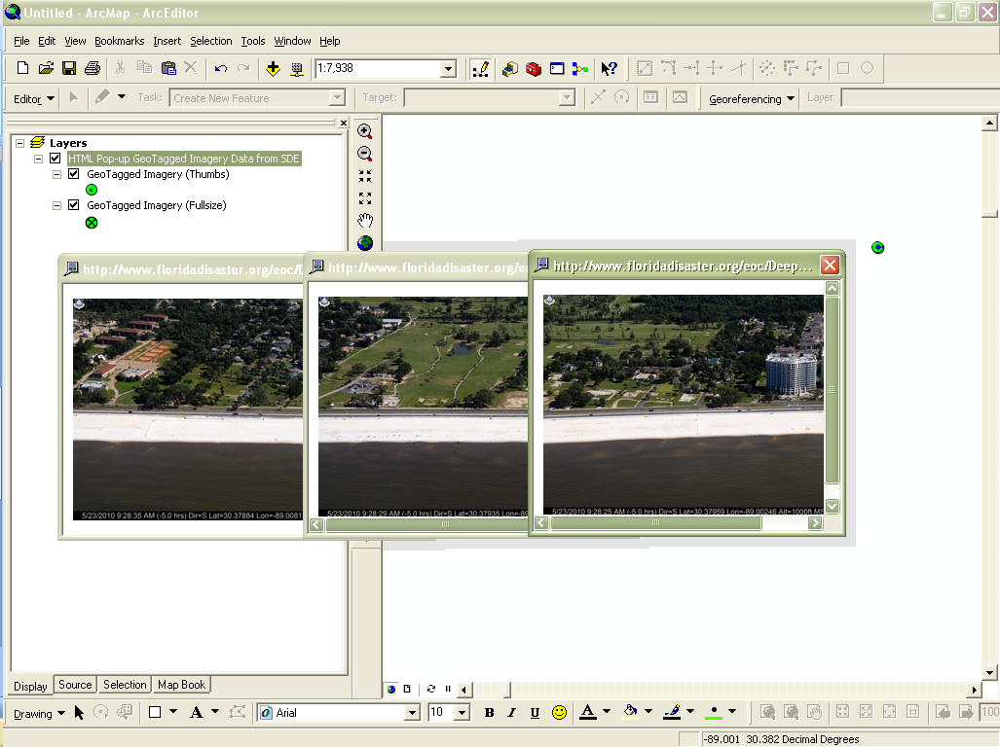 Untitled - ArcMap - ArcEditor
File Edit View Bookmarks Insert Selection Tools Window Help
1:7,938
Editor Task: Create New Feature Target: Georeferencing Layer:
Layers
HTML Pop-up GeoTagged Imagery Data from SDE
GeoTagged Imagery (Thumbs)
GeoTagged Imagery (Fullsize)
http://www.floridadisaster.org/eoc/D
http://www.floridadisaster.org/eo
http://www.floridadisaster.org/eoc/Deep...
5/23/2010 9:28:35 AM (-5.0 hrs) Dir=S Lat=30.37884 Lon=-89.0081
5/23/2010 9:28:29 AM (-5.0 hrs) Dir=S Lat=30.37935 Lon=-89
5/23/2010 9:28:25 AM (-5.0 hrs) Dir=S Lat=30.37959 Lon=-89.00246 Alt=1000ft MS
Display Source Selection Map Book
Drawing A Arial 10 B I U A 100
-89.001 30.382 Decimal Degrees